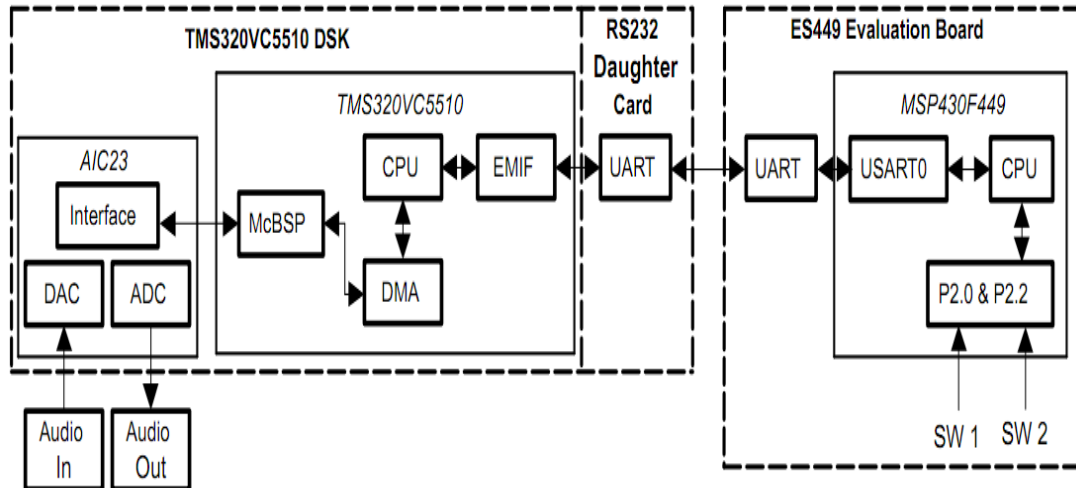 TMS320VC5510 DSK
RS232
Daughter
Card
ES449 Evaluation Board
TMS320VC5510
MSP430F449
AIC23
Interface
McBSP
CPU
EMIF
UART
UART
USART0
CPU
DAC
ADC
DMA
P2.0 & P2.2
Audio
In
Audio
Out
SW 1
SW 2